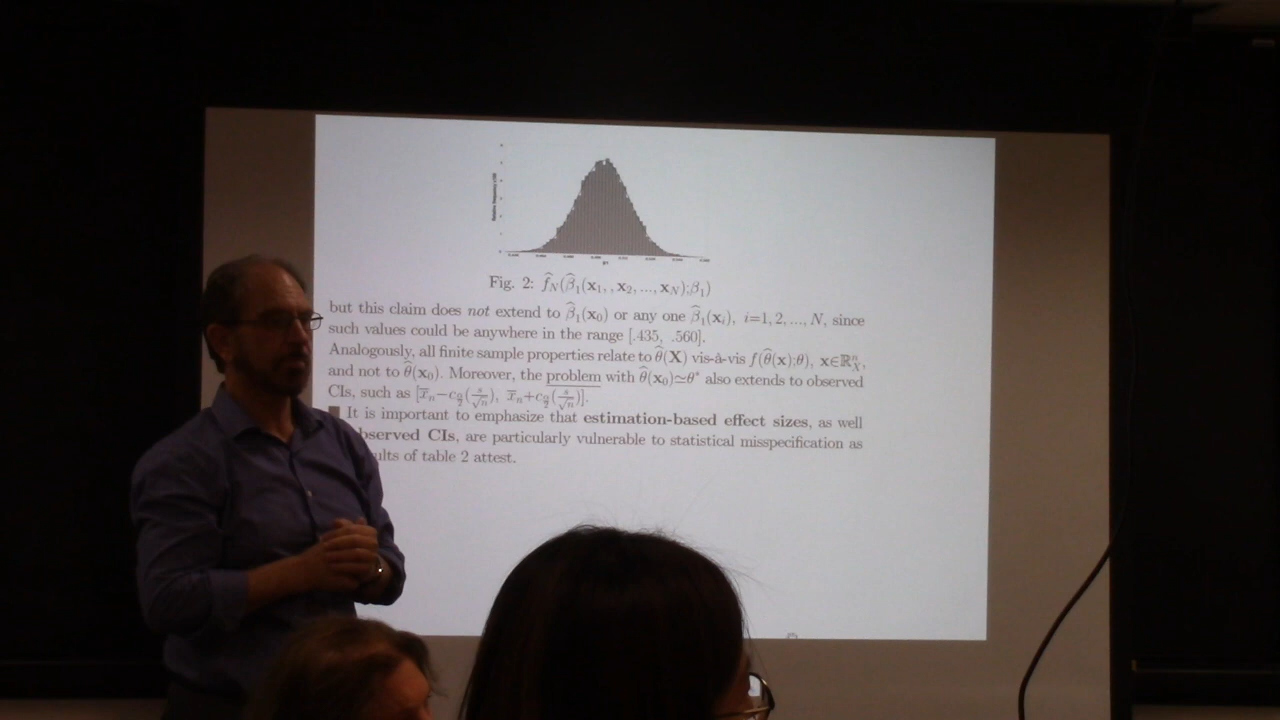 Fig. 2: f̂_N(β̂₁(x₁, ,x₂, ...,x_N);β₁)
but this claim does not extend to β̂₁(x₀) or any one β̂₁(xᵢ), i=1, 2, ..., N, since
such values could be anywhere in the range [.435, .560].
Analogously, all finite sample properties relate to θ̂(X) vis-à-vis f(θ̂(x);θ), x∈ℝⁿ_X,
and not to θ̂(x₀). Moreover, the problem with θ̂(x₀)≃θ* also extends to observed
CIs, such as [x̄ₙ−c_{α/2}(s/√n), x̄ₙ+c_{α/2}(s/√n)].
It is important to emphasize that estimation-based effect sizes, as well
observed CIs, are particularly vulnerable to statistical misspecification as
of table 2 attest.